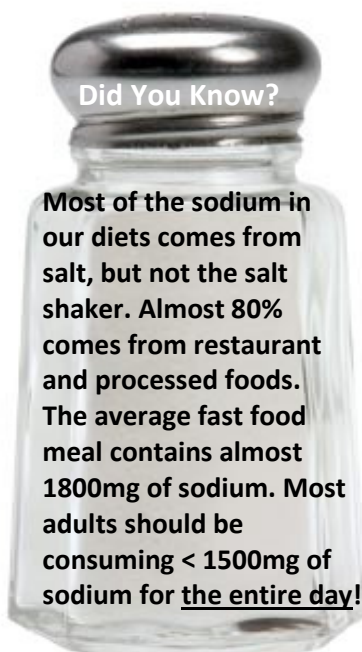 Did You Know?
Most of the sodium in
our diets comes from
salt, but not the salt
shaker. Almost 80%
comes from restaurant
and processed foods.
The average fast food
meal contains almost
1800mg of sodium. Most
adults should be
consuming < 1500mg of
sodium for the entire day!